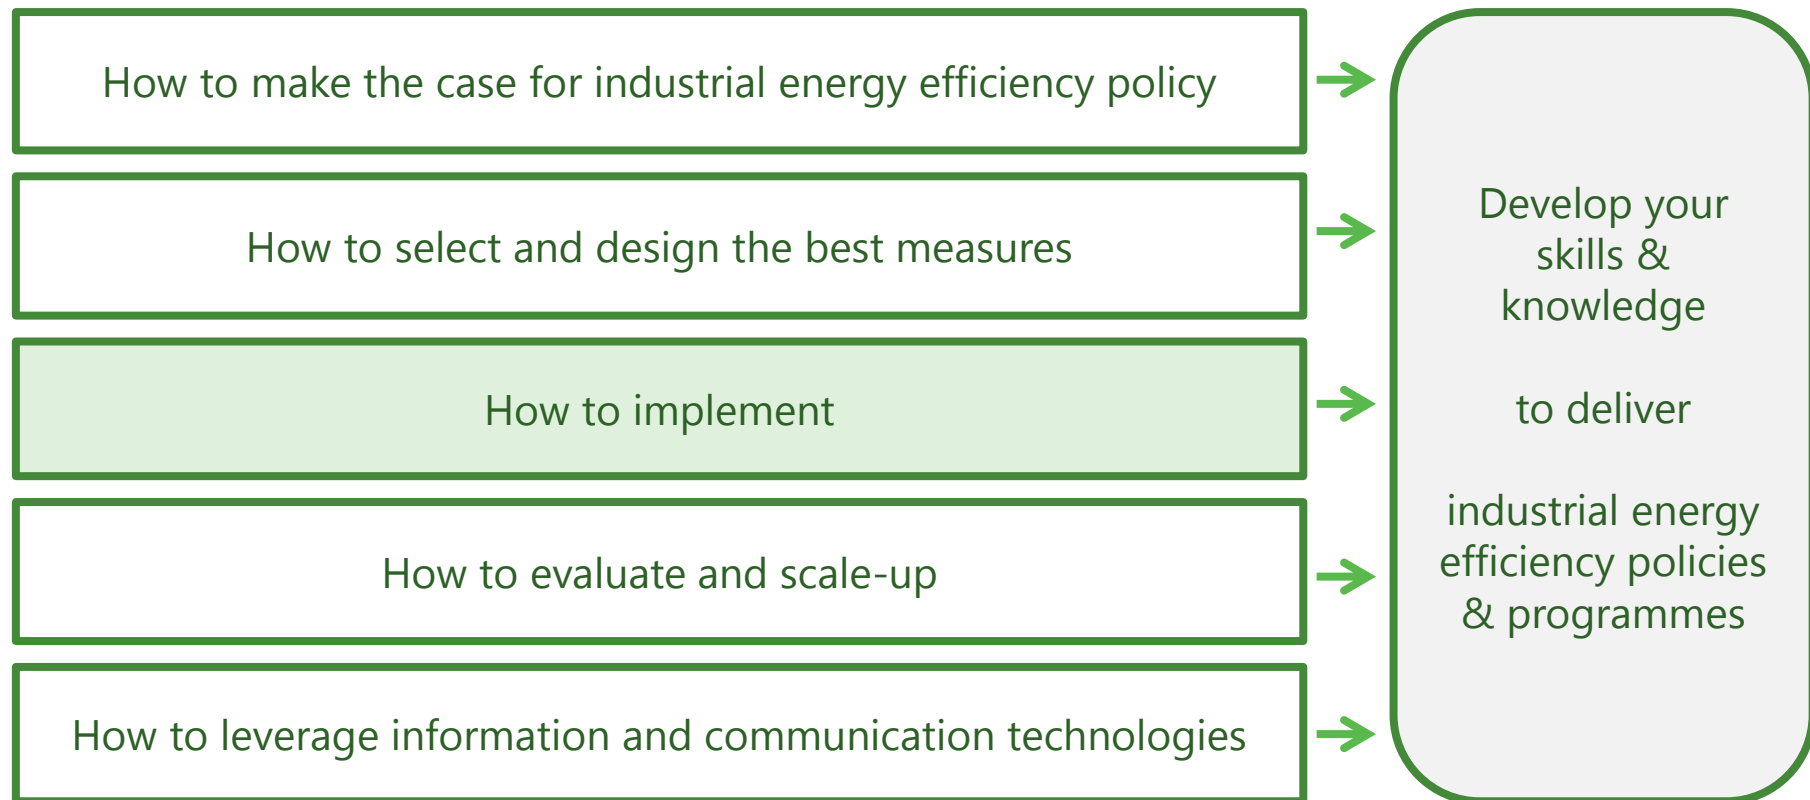 How to make the case for industrial energy efficiency policy
How to select and design the best measures
How to implement
How to evaluate and scale-up
How to leverage information and communication technologies
Develop your
skills &
knowledge
to deliver
industrial energy
efficiency policies
& programmes